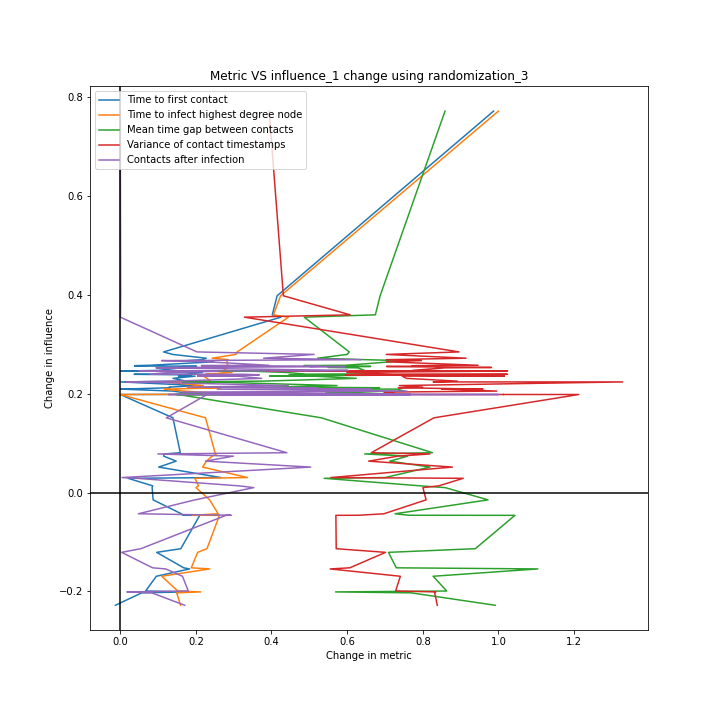 Metric VS influence_1 change using randomization_3
Time to first contact
Time to infect highest degree node
Mean time gap between contacts
Variance of contact timestamps
Contacts after infection
Change in influence
0.8
0.6
0.4
0.2
0.0
−0.2
0.0 0.2 0.4 0.6 0.8 1.0 1.2
Change in metric